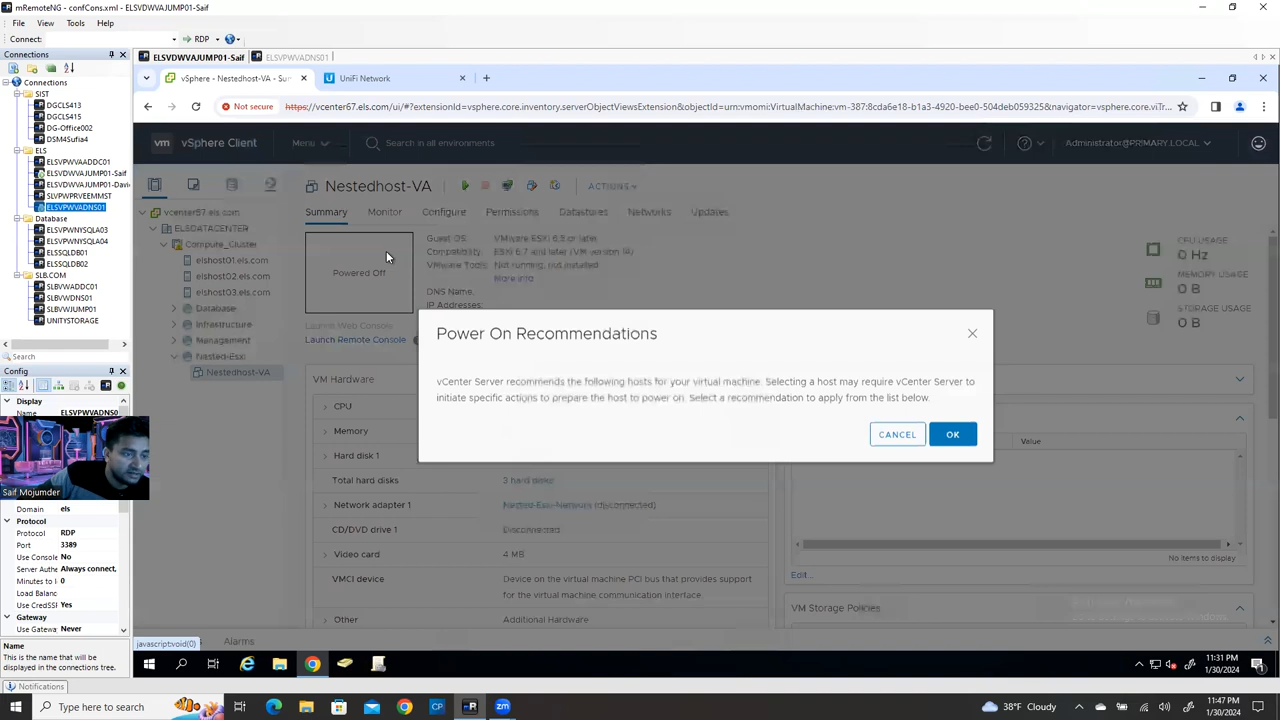 mRemoteNG - confCons.xml - ELSVDWVAJUMP01-Saif
File View Tools Help
Connect: RDP
Connections
ELSVDWVAJUMP01-Saif ELSVPWVADNS01
vSphere - Nestedhost-VA - Su UniFi Network
Not secure https://vcenter67.els.com/ui/#?extensionId=vsphere.core.inventory.serverObjectViewsExtension&objectId=urn:vmomi:VirtualMachine:vm-387:8cda6e18-b1a3-4920-bee0-504deb059325&navigator=vsphere.core.viTr...
Connections
SIST
DGCLS413
DGCLS415
DG-Office002
DSM4Sufia4
ELS
ELSVPWVAADDC01
ELSVDWVAJUMP01-Saif
ELSVDWVAJUMP01-Davi
SLVPWPRVEEMMST
ELSVPWVADNS01
Database
ELSVPWNYSQLA03
ELSVPWNYSQLA04
ELSSQLDB01
ELSSQLDB02
SLB.COM
SLBVWADDC01
SLBVWDNS01
SLBVWJUMP01
UNITYSTORAGE
Search
Config
Display
Name ELSVPWVADNS0
Saif Mojumder
Domain els
Protocol
Protocol RDP
Port 3389
Use Console No
Server Authe Always connect,
Minutes to I 0
Load Balanc
Use CredSSP Yes
Gateway
Use Gatewa Never
Name
This is the name that will be displayed in the connections tree.
Notifications
vm vSphere Client Menu Search in all environments Administrator@PRIMARY.LOCAL
vcenter67.els.com
ELSDATACENTER
Compute_Cluster
elshost01.els.com
elshost02.els.com
elshost03.els.com
Database
Infrastructure
Management
Nested-Esxi
Nestedhost-VA
Nestedhost-VA ACTIONS
Summary Monitor Configure Permissions Datastores Networks Updates
Powered Off
Launch Web Console
Launch Remote Console
Guest OS: VMware ESXi 6.5 or later
Compatibility: ESXi 6.7 and later (VM version 14)
VMware Tools: Not running, not installed
More info
DNS Name:
IP Addresses:
CPU USAGE
0 Hz
MEMORY USAGE
0 B
STORAGE USAGE
0 B
Power On Recommendations
vCenter Server recommends the following hosts for your virtual machine. Selecting a host may require vCenter Server to
initiate specific actions to prepare the host to power on. Select a recommendation to apply from the list below.
CANCEL OK
VM Hardware
CPU
Memory
Hard disk 1
Total hard disks 3 hard disks
Network adapter 1 Nested-Esxi-Network (disconnected)
CD/DVD drive 1 Disconnected
Video card 4 MB
VMCI device Device on the virtual machine PCI bus that provides support
for the virtual machine communication interface
Other Additional Hardware
Value
No items to display
Edit...
VM Storage Policies
Alarms
javascript:void(0)
11:31 PM
1/30/2024
Type here to search
38°F Cloudy
11:47 PM
1/30/2024